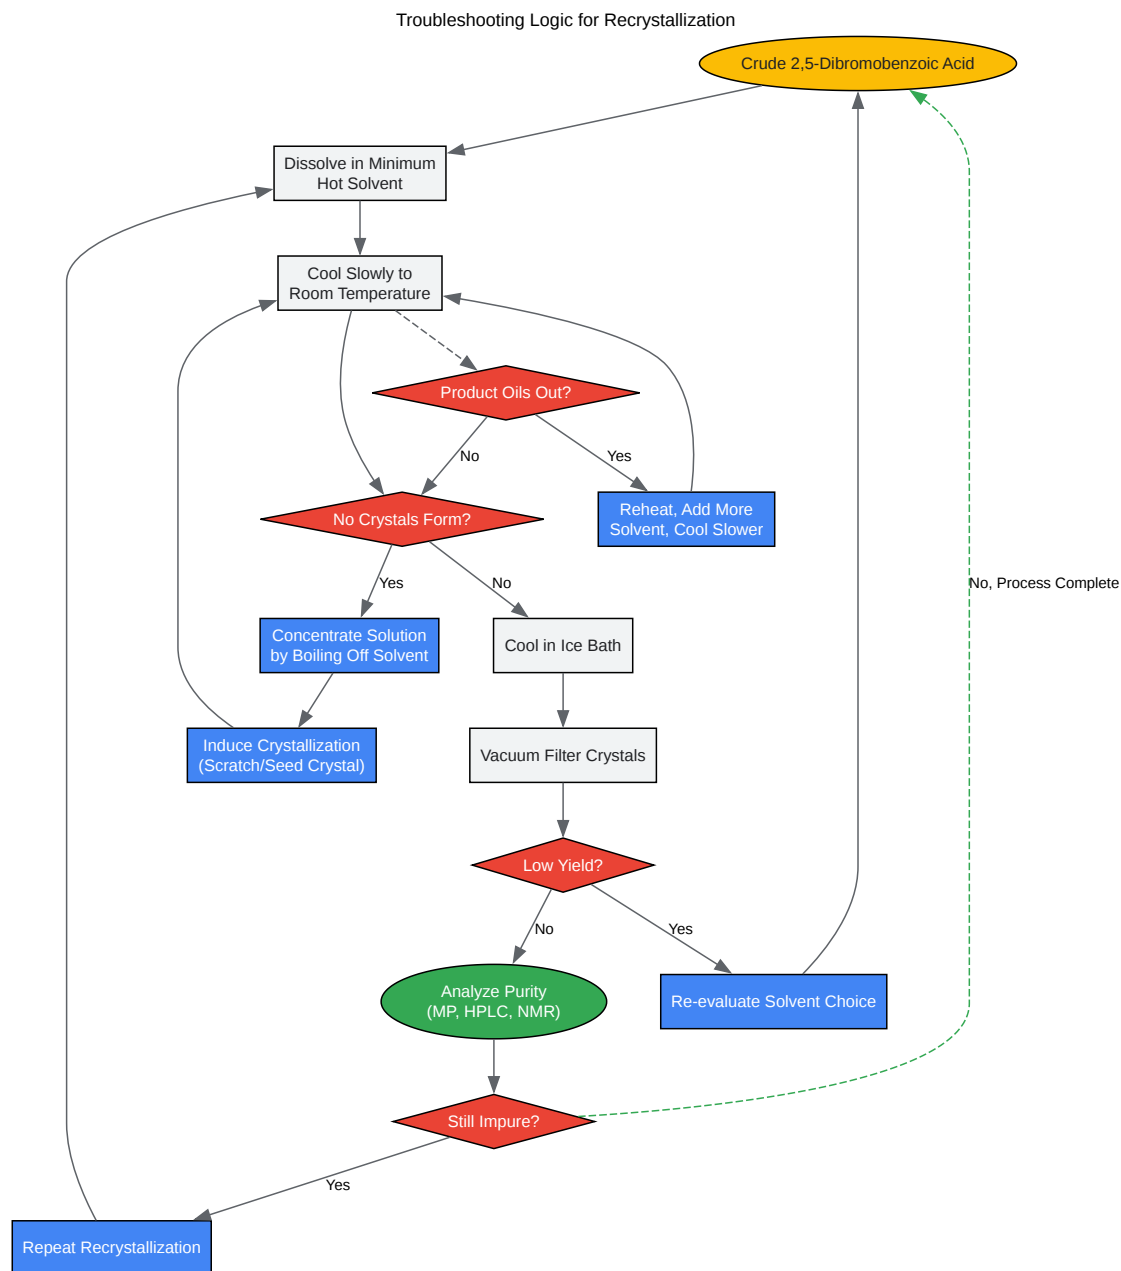 Troubleshooting Logic for Recrystallization
Crude 2,5-Dibromobenzoic Acid
Dissolve in Minimum
Hot Solvent
Cool Slowly to
Room Temperature
Product Oils Out?
No
Yes
No Crystals Form?
Reheat, Add More
Solvent, Cool Slower
Yes
No
No, Process Complete
Concentrate Solution
by Boiling Off Solvent
Cool in Ice Bath
Induce Crystallization
(Scratch/Seed Crystal)
Vacuum Filter Crystals
Low Yield?
No
Yes
Analyze Purity
(MP, HPLC, NMR)
Re-evaluate Solvent Choice
Still Impure?
Yes
Repeat Recrystallization